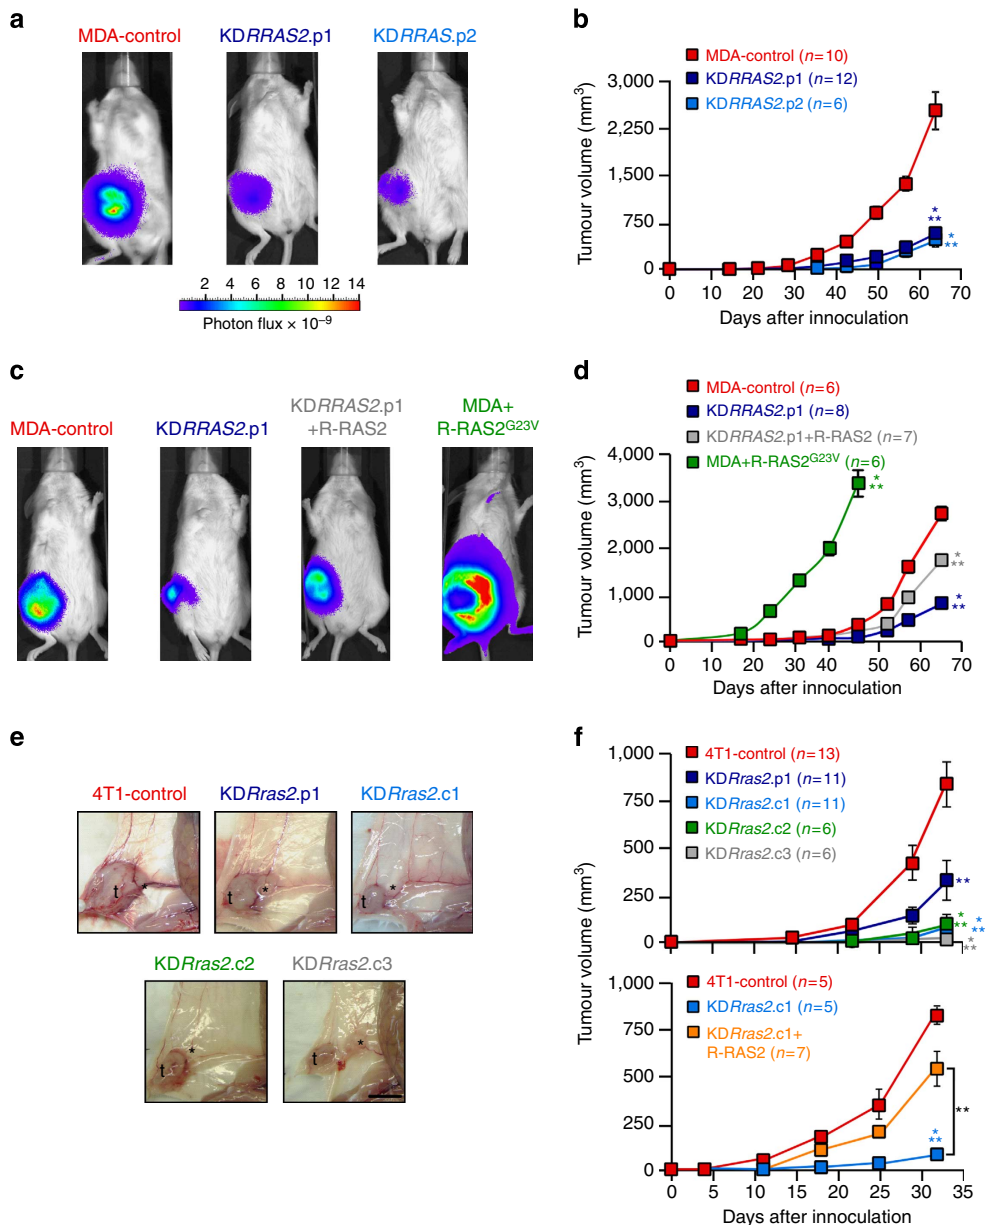 a
MDA-control
KDRRAS2.p1
KDRRAS.p2
2 4 6 8 10 12 14
Photon flux × 10⁻⁹
b
MDA-control (n=10)
KDRRAS2.p1 (n=12)
KDRRAS2.p2 (n=6)
3,000
2,250
1,500
750
0
Tumour volume (mm³)
*
**
*
**
0 10 20 30 40 50 60 70
Days after innoculation
c
MDA-control
KDRRAS2.p1
KDRRAS2.p1
+R-RAS2
MDA+
R-RAS2G23V
d
MDA-control (n=6)
KDRRAS2.p1 (n=8)
KDRRAS2.p1+R-RAS2 (n=7)
MDA+R-RAS2G23V (n=6)
4,000
3,000
2,000
1,000
0
Tumour volume (mm³)
*
**
*
**
*
**
0 10 20 30 40 50 60 70
Days after innoculation
e
4T1-control
KDRras2.p1
KDRras2.c1
t *
t *
t *
KDRras2.c2
KDRras2.c3
t *
t *
f
4T1-control (n=13)
KDRras2.p1 (n=11)
KDRras2.c1 (n=11)
KDRras2.c2 (n=6)
KDRras2.c3 (n=6)
1,000
750
500
250
0
**
*
**
*
**
*
**
Tumour volume (mm³)
4T1-control (n=5)
KDRras2.c1 (n=5)
KDRras2.c1+
R-RAS2 (n=7)
1,000
750
500
250
0
**
*
**
0 5 10 15 20 25 30 35
Days after innoculation